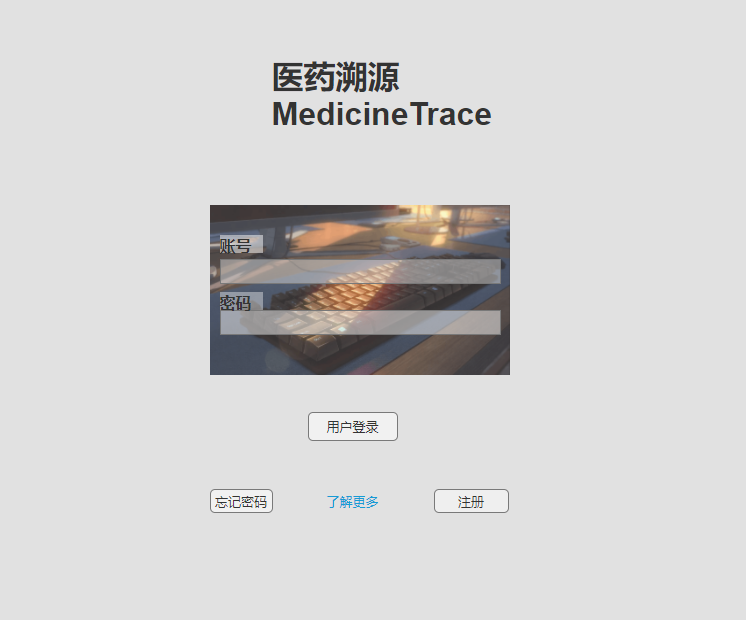 医药溯源
MedicineTrace
账号
密码
用户登录
忘记密码
了解更多
注册